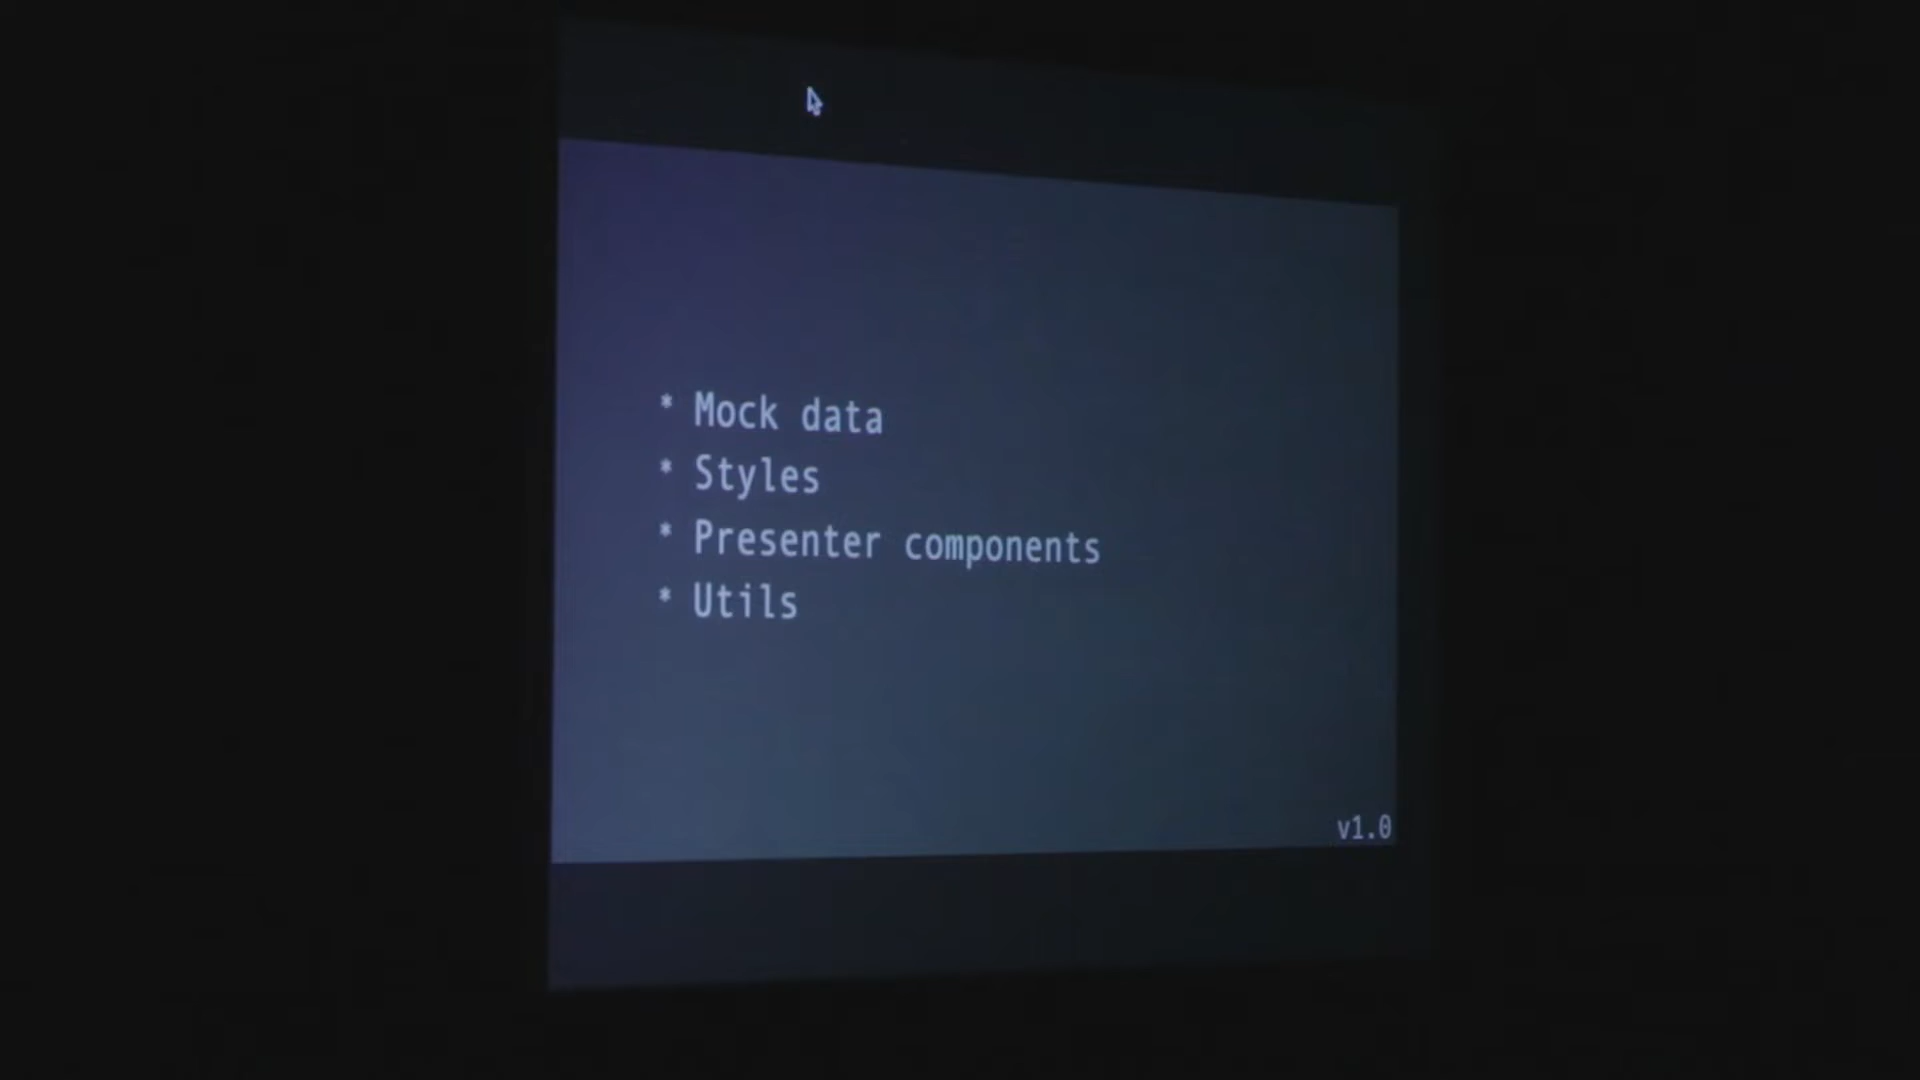 * Mock data
* Styles
* Presenter components
* Utils
v1.0